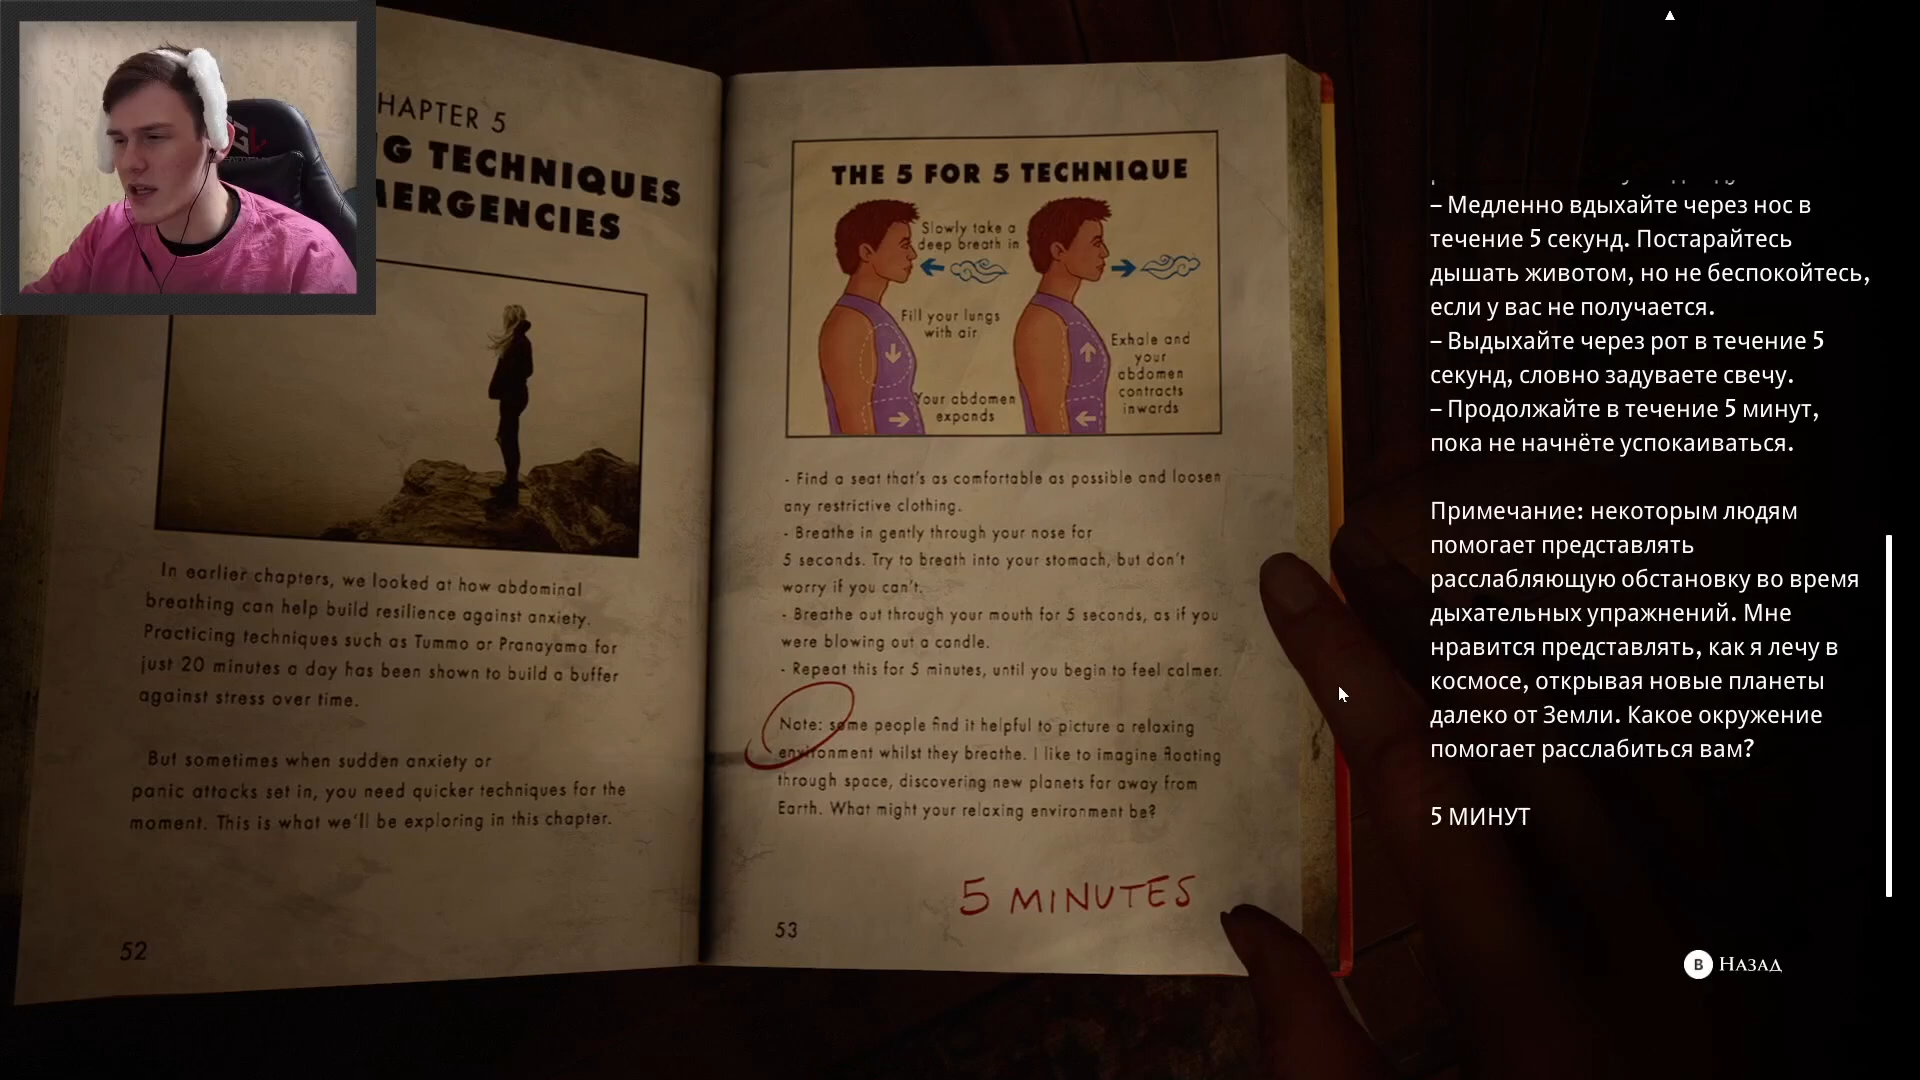 HAPTER 5
G TECHNIQUES
MERGENCIES
In earlier chapters, we looked at how abdominal
breathing can help build resilience against anxiety.
Practicing techniques such as Tummo or Pranayama for
just 20 minutes a day has been shown to build a buffer
against stress over time.
But sometimes when sudden anxiety or
panic attacks set in, you need quicker techniques for the
moment. This is what we'll be exploring in this chapter.
52
THE 5 FOR 5 TECHNIQUE
Slowly take a
deep breath in
Fill your lungs
with air
Your abdomen
expands
Exhale and
your
abdomen
contracts
inwards
- Find a seat that's as comfortable as possible and loosen
any restrictive clothing.
- Breathe in gently through your nose for
5 seconds. Try to breath into your stomach, but don't
worry if you can't.
- Breathe out through your mouth for 5 seconds, as if you
were blowing out a candle.
- Repeat this for 5 minutes, until you begin to feel calmer.
Note: some people find it helpful to picture a relaxing
environment whilst they breathe. I like to imagine floating
through space, discovering new planets far away from
Earth. What might your relaxing environment be?
5 MINUTES
53
– Медленно вдыхайте через нос в
течение 5 секунд. Постарайтесь
дышать животом, но не беспокойтесь,
если у вас не получается.
– Выдыхайте через рот в течение 5
секунд, словно задуваете свечу.
– Продолжайте в течение 5 минут,
пока не начнёте успокаиваться.
Примечание: некоторым людям
помогает представлять
расслабляющую обстановку во время
дыхательных упражнений. Мне
нравится представлять, как я лечу в
космосе, открывая новые планеты
далеко от Земли. Какое окружение
помогает расслабиться вам?
5 МИНУТ
B Назад